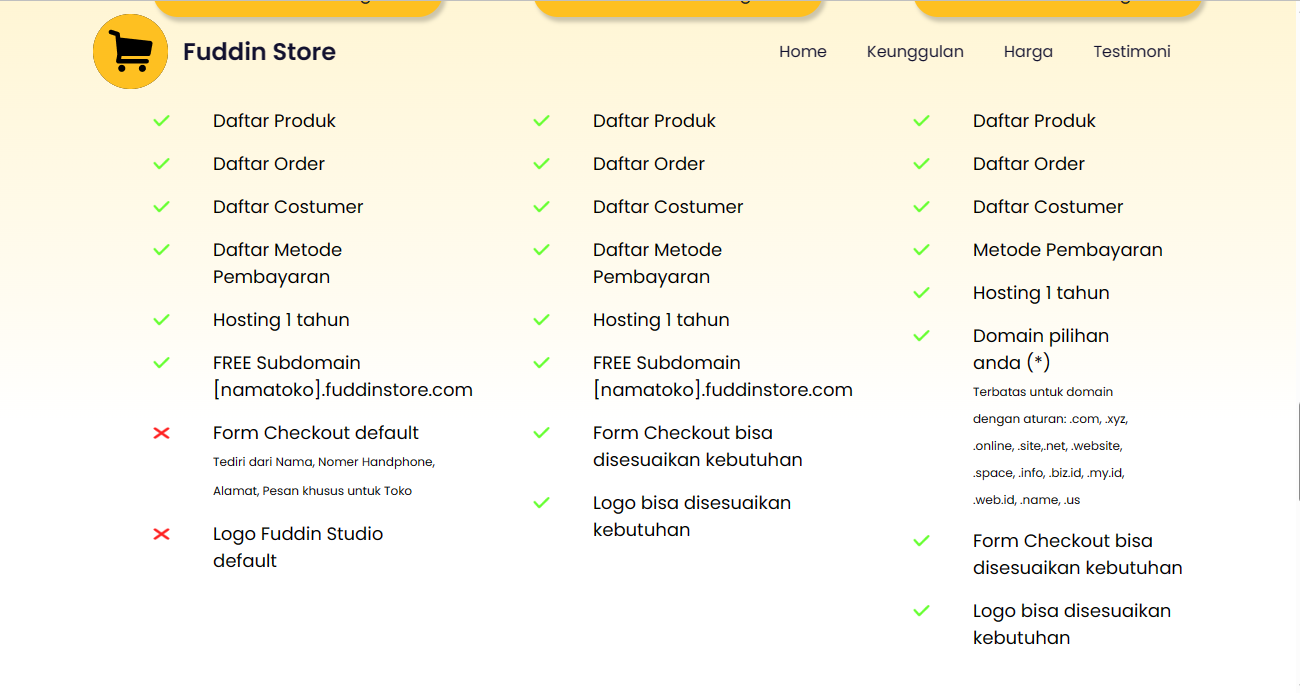 Fuddin Store
Home
Keunggulan
Harga
Testimoni
Daftar Produk
Daftar Order
Daftar Costumer
Daftar Metode
Pembayaran
Hosting 1 tahun
FREE Subdomain
[namatoko].fuddinstore.com
Form Checkout default
Tediri dari Nama, Nomer Handphone,
Alamat, Pesan khusus untuk Toko
Logo Fuddin Studio
default
Daftar Produk
Daftar Order
Daftar Costumer
Daftar Metode
Pembayaran
Hosting 1 tahun
FREE Subdomain
[namatoko].fuddinstore.com
Form Checkout bisa
disesuaikan kebutuhan
Logo bisa disesuaikan
kebutuhan
Daftar Produk
Daftar Order
Daftar Costumer
Metode Pembayaran
Hosting 1 tahun
Domain pilihan
anda (*)
Terbatas untuk domain
dengan aturan: .com, .xyz,
.online, .site,.net, .website,
.space, .info, .biz.id, .my.id,
.web.id, .name, .us
Form Checkout bisa
disesuaikan kebutuhan
Logo bisa disesuaikan
kebutuhan